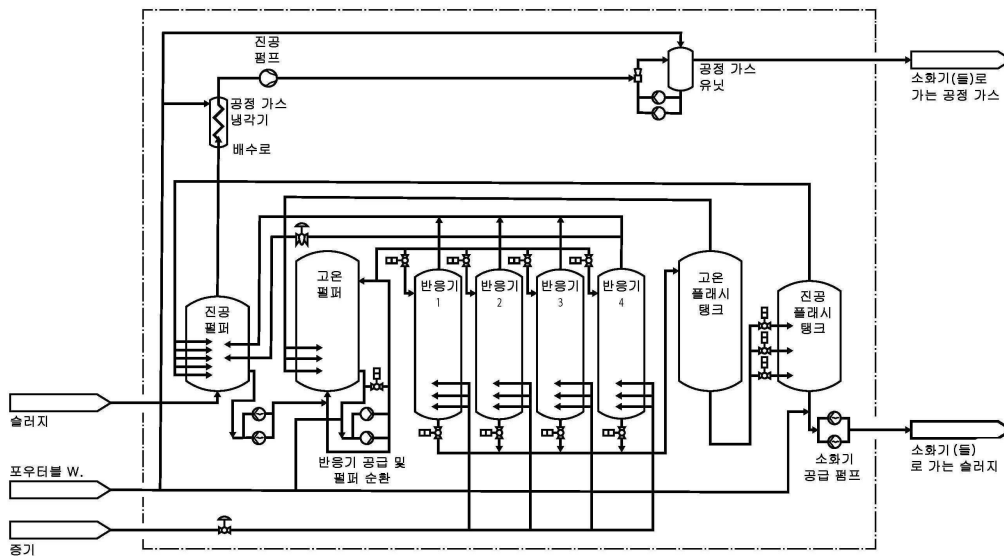 진공
펌프
공정 가스
유닛
소화기(들)로
가는 공정 가스
공정 가스
냉각기
배수로
진공
펄퍼
고온
펄퍼
반응기
1
반응기
2
반응기
3
반응기
4
고온
플래시
탱크
진공
플래시
탱크
슬러지
반응기 공급 및
펄퍼 순환
소화기
공급 펌프
소화기(들)
로 가는 슬러지
포우터블 W.
증기